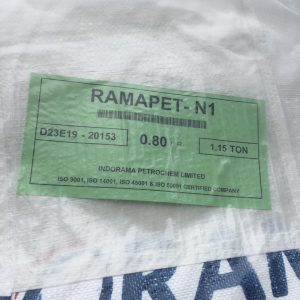 RAMAPET- N1
D23E19 - 20153
0.80
1.15 TON
INDORAMA PETROCHEM LIMITED
ISO 9001, ISO 14001, ISO 45001 & ISO 50001 CERTIFIED COMPANY